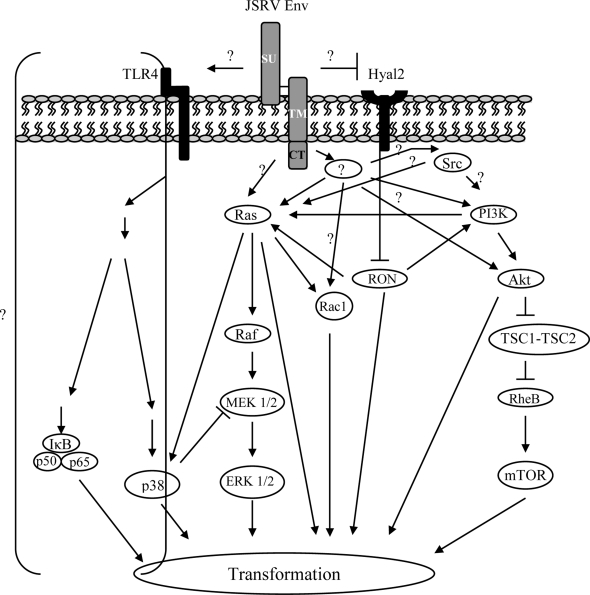 JSRV Env
SU
?
?
TLR4
Hyal2
TM
CT
?
?
?
?
Src
?
?
Ras
PI3K
?
RON
Akt
Rac1
Raf
TSC1-TSC2
?
MEK 1/2
RheB
IκB
p50
p65
p38
ERK 1/2
mTOR
Transformation